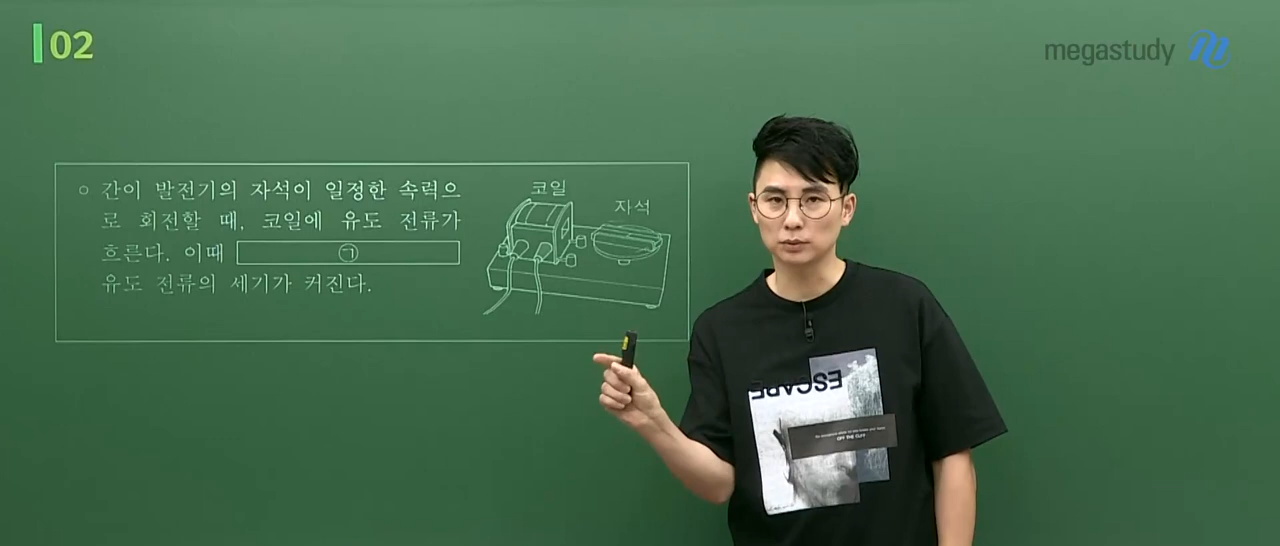 02
megastudy
간이 발전기의 자석이 일정한 속력으
코일
자석
로 회전할 때, 코일에 유도 전류가
흐른다. 이때 ㉠
유도 전류의 세기가 커진다.
ESCAPE
OFF THE CUFF